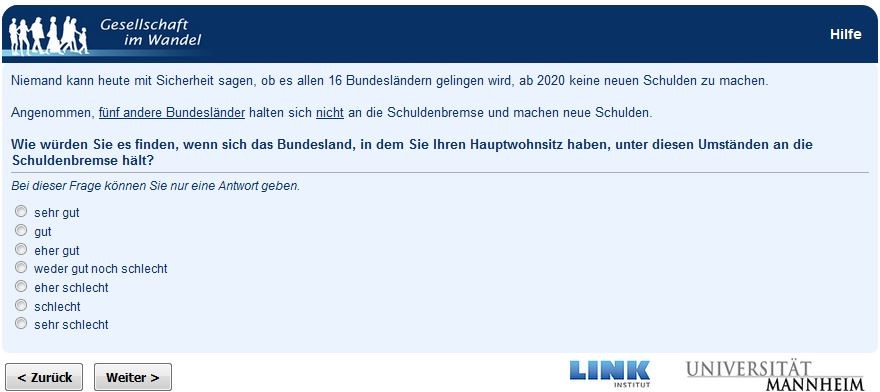 Gesellschaft
im Wandel
Hilfe
Niemand kann heute mit Sicherheit sagen, ob es allen 16 Bundesländern gelingen wird, ab 2020 keine neuen Schulden zu machen.
Angenommen, fünf andere Bundesländer halten sich nicht an die Schuldenbremse und machen neue Schulden.
Wie würden Sie es finden, wenn sich das Bundesland, in dem Sie Ihren Hauptwohnsitz haben, unter diesen Umständen an die
Schuldenbremse hält?
Bei dieser Frage können Sie nur eine Antwort geben.
sehr gut
gut
eher gut
weder gut noch schlecht
eher schlecht
schlecht
sehr schlecht
< Zurück
Weiter >
LINK
INSTITUT
UNIVERSITÄT
MANNHEIM